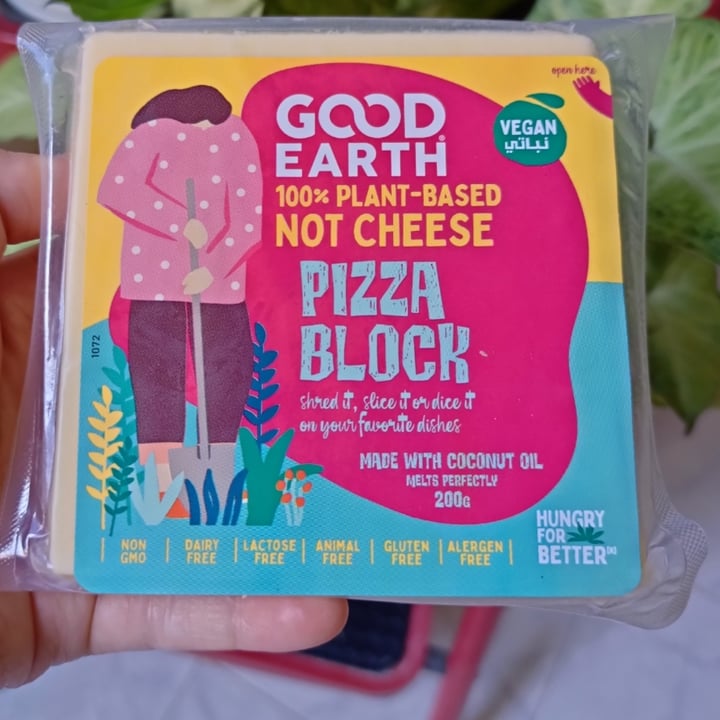 open here
GOOD
EARTH
VEGAN
نباتي
100% PLANT-BASED
NOT CHEESE
PIZZA
BLOCK
shred it, slice it or dice it
on your favorite dishes
MADE WITH COCONUT OIL
MELTS PERFECTLY
200G
1072
HUNGRY
FOR
BETTER
NON GMO
DAIRY FREE
LACTOSE FREE
ANIMAL FREE
GLUTEN FREE
ALERGEN FREE